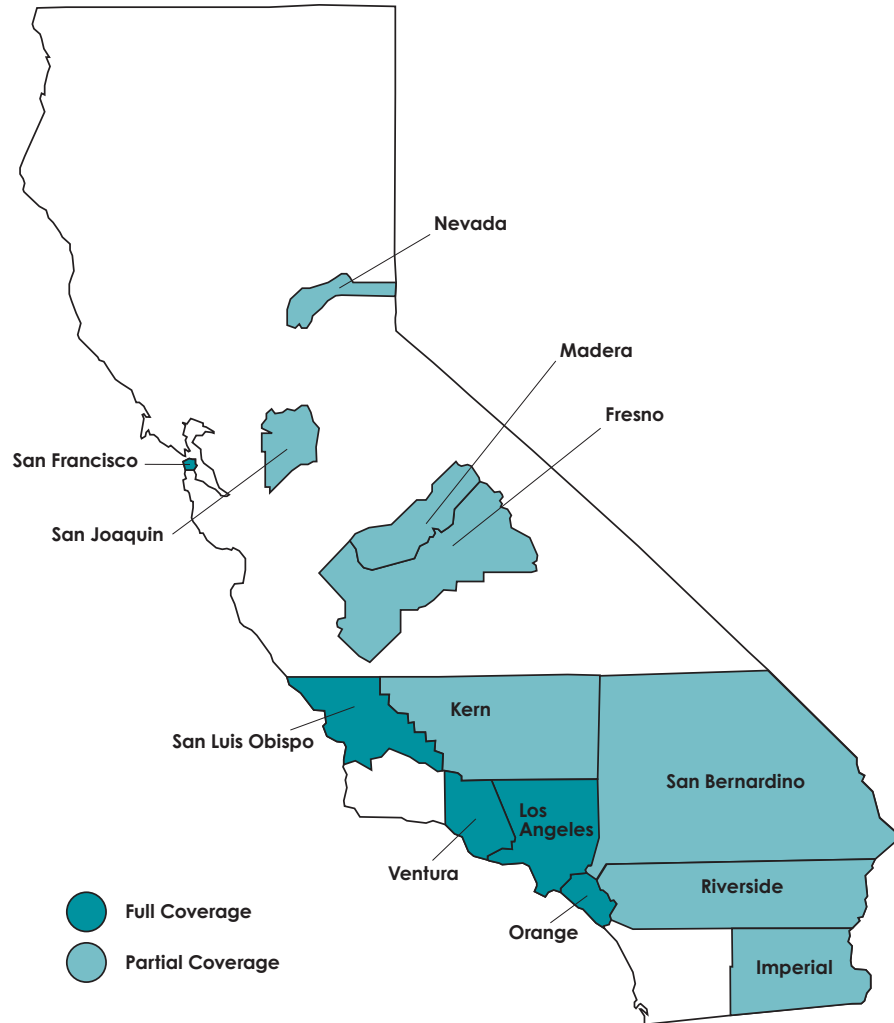 Nevada
Madera
Fresno
San Francisco
San Joaquin
Kern
San Luis Obispo
San Bernardino
Los
Angeles
Ventura
Riverside
Full Coverage
Orange
Partial Coverage
Imperial